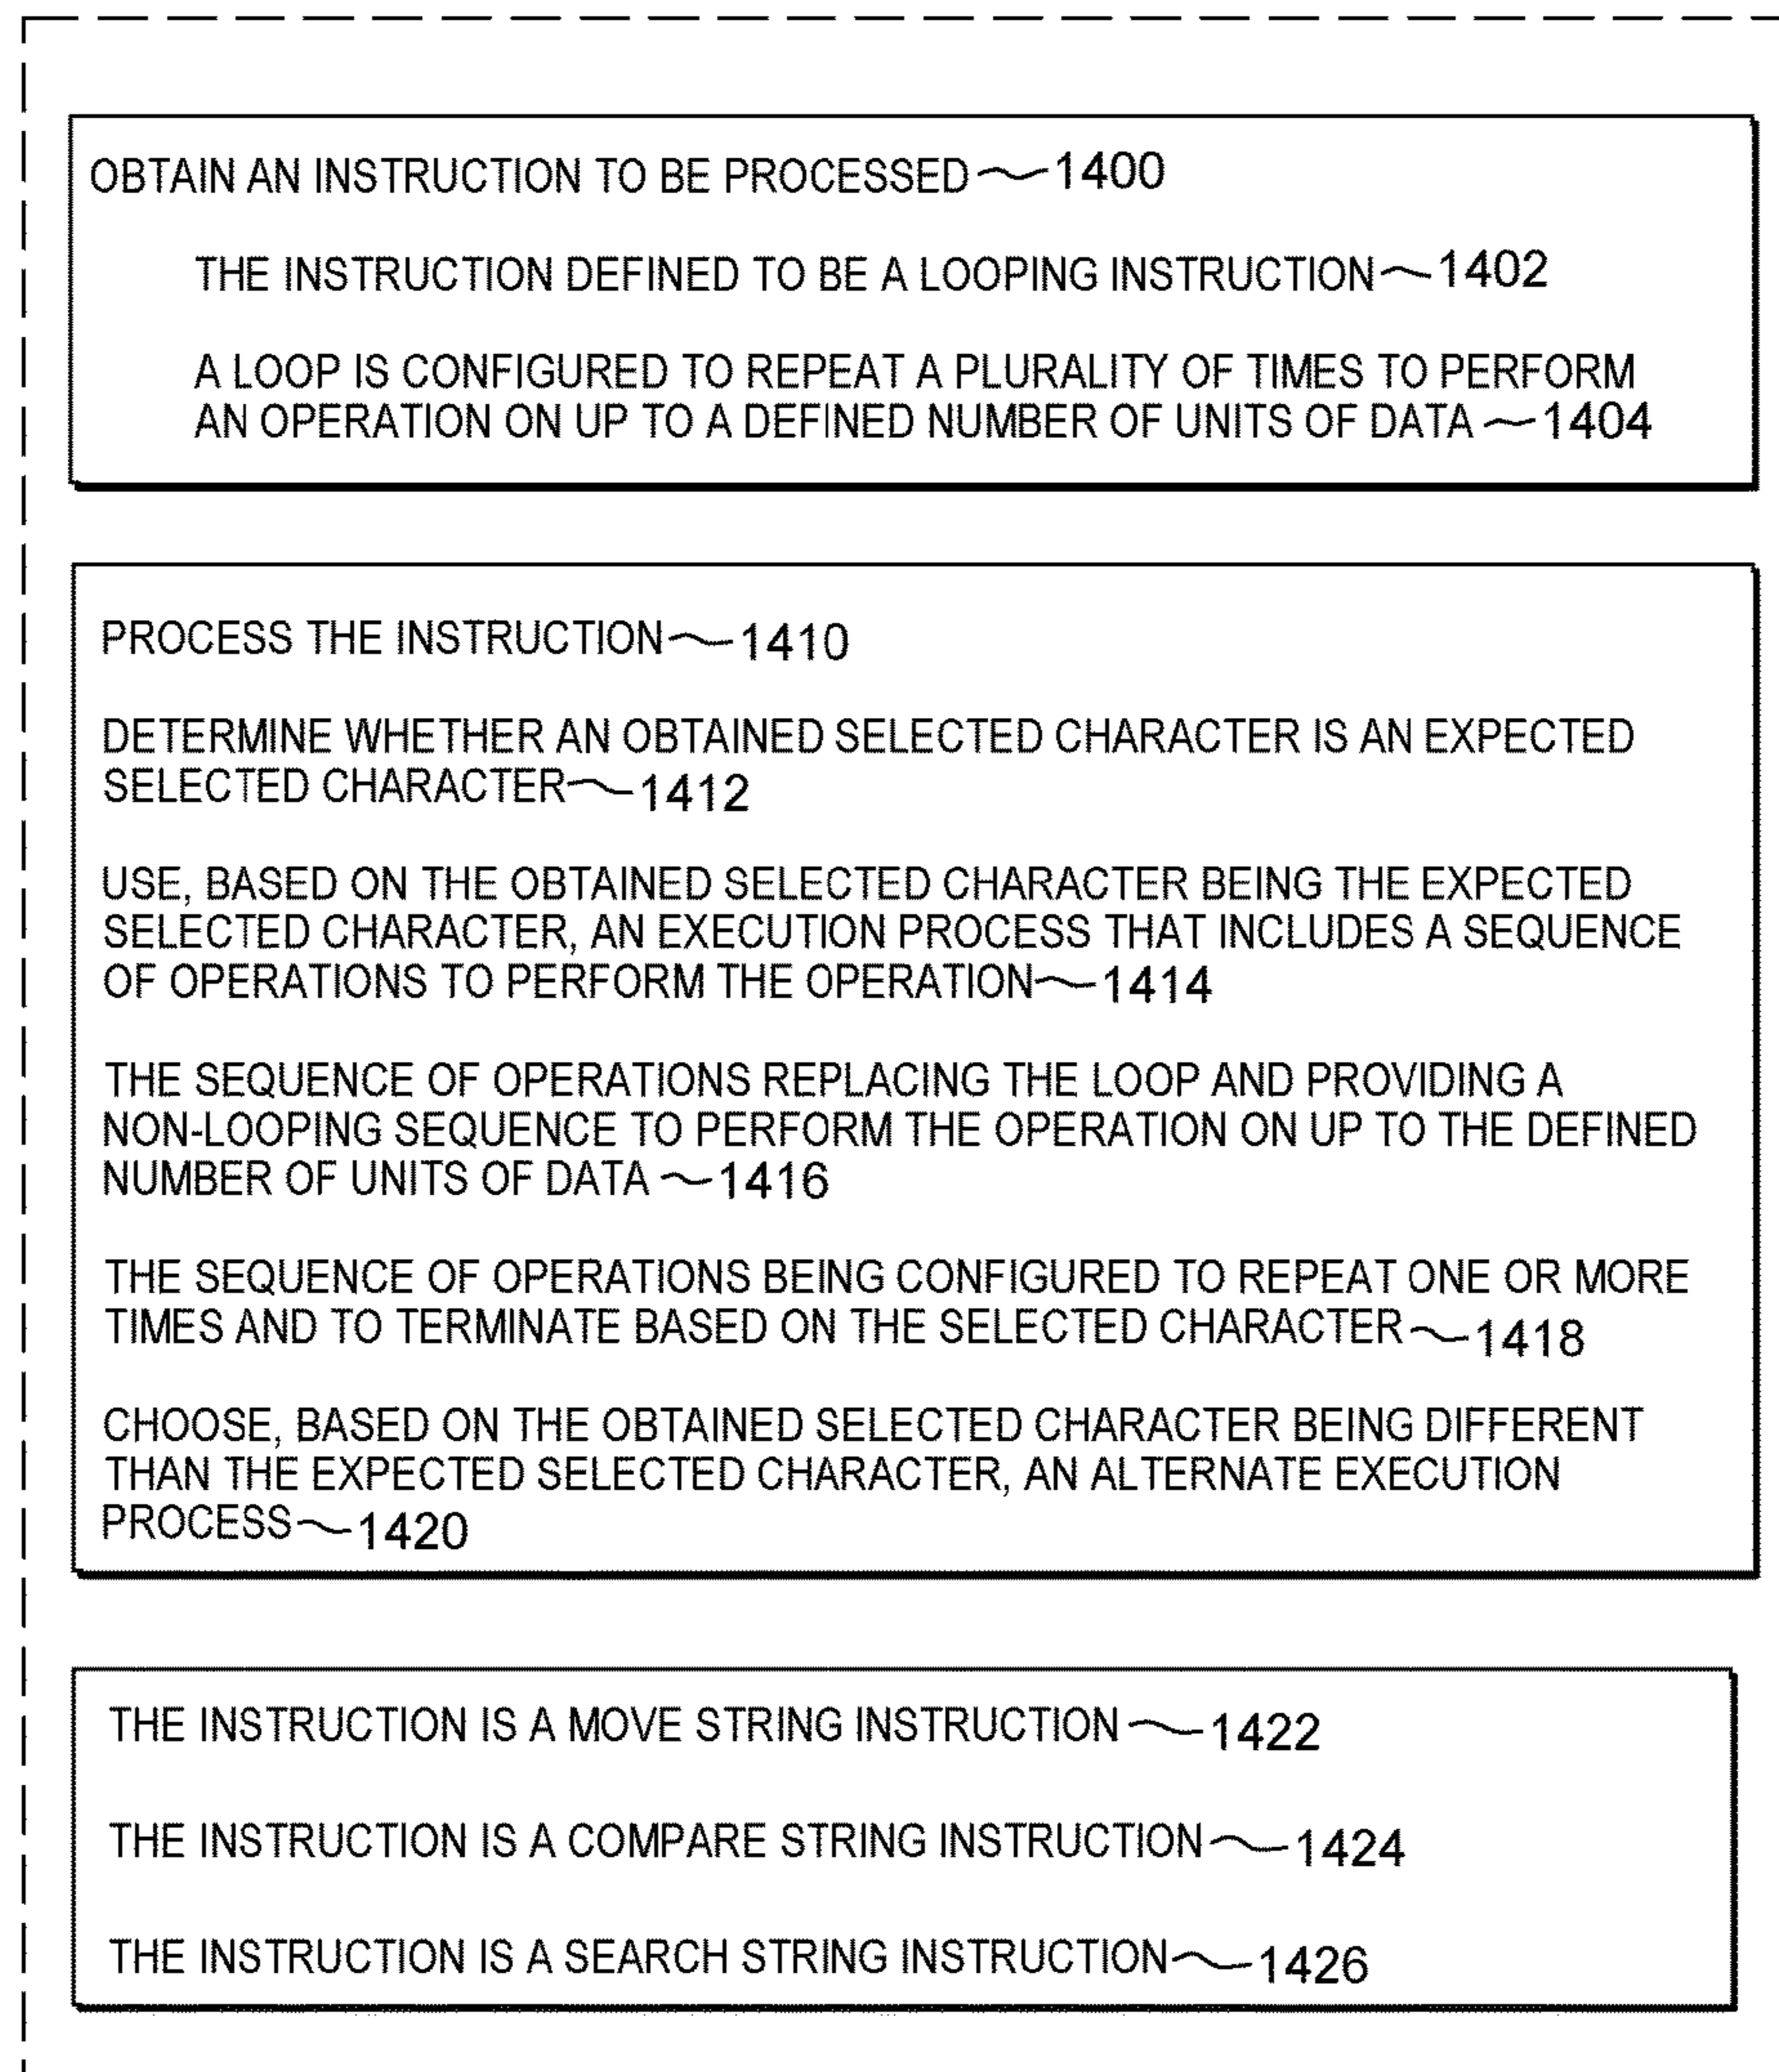 OBTAIN AN INSTRUCTION TO BE PROCESSED ~ 1400
THE INSTRUCTION DEFINED TO BE A LOOPING INSTRUCTION ~ 1402
A LOOP IS CONFIGURED TO REPEAT A PLURALITY OF TIMES TO PERFORM
AN OPERATION ON UP TO A DEFINED NUMBER OF UNITS OF DATA ~ 1404
PROCESS THE INSTRUCTION ~ 1410
DETERMINE WHETHER AN OBTAINED SELECTED CHARACTER IS AN EXPECTED
SELECTED CHARACTER ~ 1412
USE, BASED ON THE OBTAINED SELECTED CHARACTER BEING THE EXPECTED
SELECTED CHARACTER, AN EXECUTION PROCESS THAT INCLUDES A SEQUENCE
OF OPERATIONS TO PERFORM THE OPERATION ~ 1414
THE SEQUENCE OF OPERATIONS REPLACING THE LOOP AND PROVIDING A
NON-LOOPING SEQUENCE TO PERFORM THE OPERATION ON UP TO THE DEFINED
NUMBER OF UNITS OF DATA ~ 1416
THE SEQUENCE OF OPERATIONS BEING CONFIGURED TO REPEAT ONE OR MORE
TIMES AND TO TERMINATE BASED ON THE SELECTED CHARACTER ~ 1418
CHOOSE, BASED ON THE OBTAINED SELECTED CHARACTER BEING DIFFERENT
THAN THE EXPECTED SELECTED CHARACTER, AN ALTERNATE EXECUTION
PROCESS ~ 1420
THE INSTRUCTION IS A MOVE STRING INSTRUCTION ~ 1422
THE INSTRUCTION IS A COMPARE STRING INSTRUCTION ~ 1424
THE INSTRUCTION IS A SEARCH STRING INSTRUCTION ~ 1426